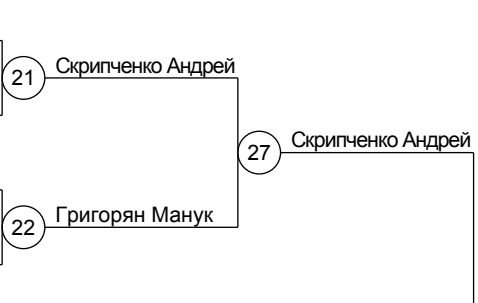 21 Скрипченко Андрей
27 Скрипченко Андрей
22 Григорян Манук